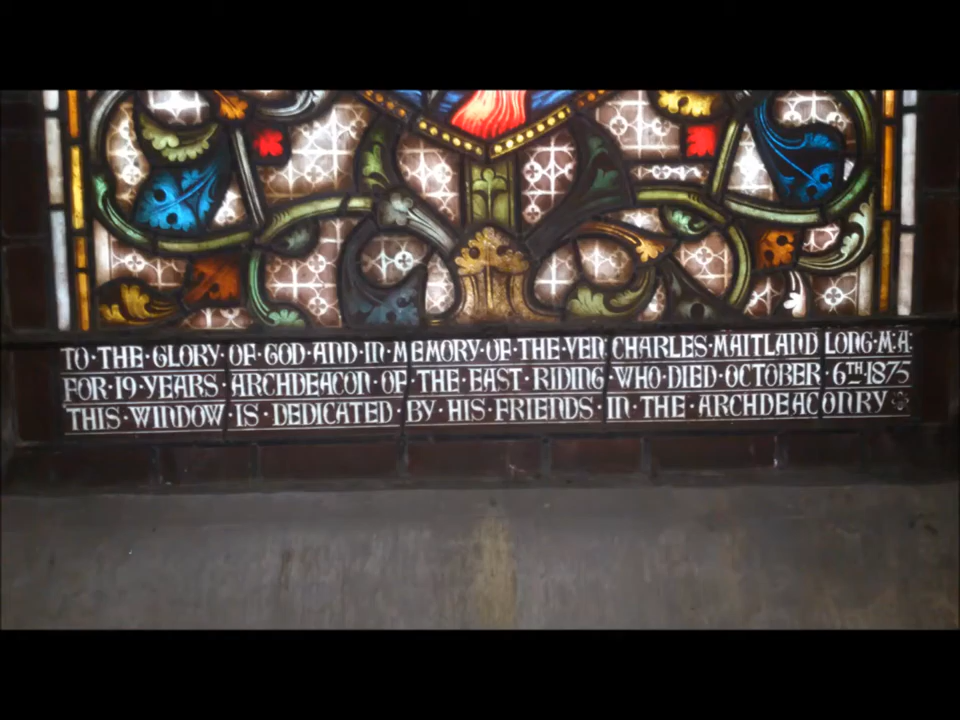 TO·THE·GLORY·OF·GOD·AND·IN·MEMORY·OF·THE·VEN CHARLES·MAITLAND LONG·M·A·
FOR·19·YEARS·ARCHDEACON·OF·THE·EAST·RIDING·WHO·DIED·OCTOBER·6TH·1875
THIS·WINDOW·IS·DEDICATED·BY·HIS·FRIENDS·IN·THE·ARCHDEACONRY